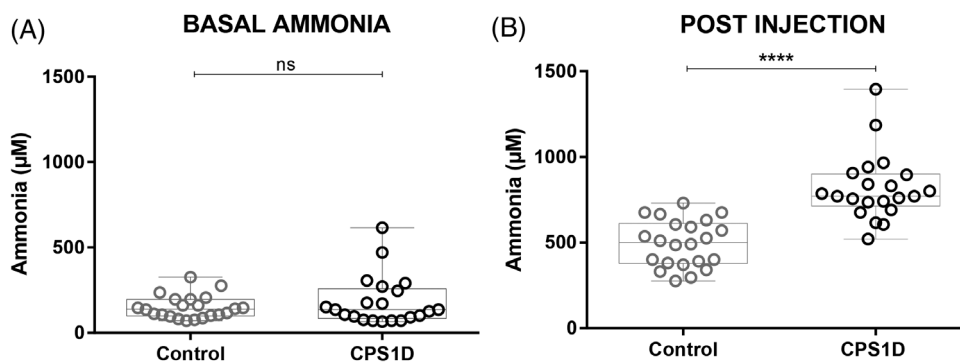 (A) BASAL AMMONIA
ns
1500
1000
500
0
Ammonia (µM)
Control CPS1D
(B) POST INJECTION
****
1500
1000
500
0
Ammonia (µM)
Control CPS1D